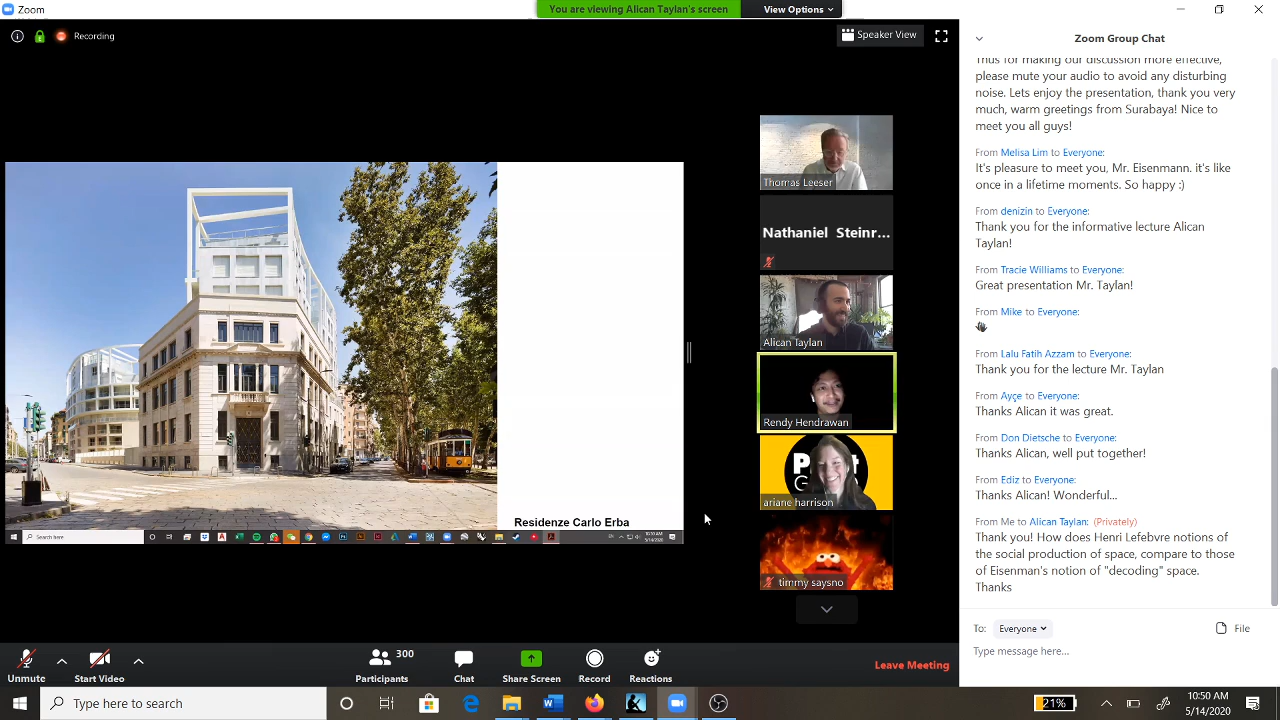 Zoom
You are viewing Alican Taylan's screen
View Options
Recording
Speaker View
Zoom Group Chat
Thus for making our discussion more effective,
please mute your audio to avoid any disturbing
noise. Lets enjoy the presentation, thank you very
much, warm greetings from Surabaya! Nice to
meet you all guys!
From Melisa Lim to Everyone:
It's pleasure to meet you, Mr. Eisenmann. it's like
once in a lifetime moments. So happy :)
From denizin to Everyone:
Thank you for the informative lecture Alican
Taylan!
From Tracie Williams to Everyone:
Great presentation Mr. Taylan!
From Mike to Everyone:
From Lalu Fatih Azzam to Everyone:
Thank you for the lecture Mr. Taylan
From Ayçe to Everyone:
Thanks Alican it was great.
From Don Dietsche to Everyone:
Thanks Alican, well put together!
From Ediz to Everyone:
Thanks Alican! Wonderful...
From Me to Alican Taylan: (Privately)
Thank you! How does Henri Lefebvre notions of
the social production of space, compare to those
of Eisenman's notion of "decoding" space.
Thanks
To: Everyone
File
Type message here...
Thomas Leeser
Nathaniel Steinr...
Alican Taylan
Rendy Hendrawan
ariane harrison
timmy saysno
Residenze Carlo Erba
Search here
10:50 AM
5/14/2020
Unmute
Start Video
Participants
300
Chat
Share Screen
Record
Reactions
Leave Meeting
Type here to search
21%
10:50 AM
5/14/2020